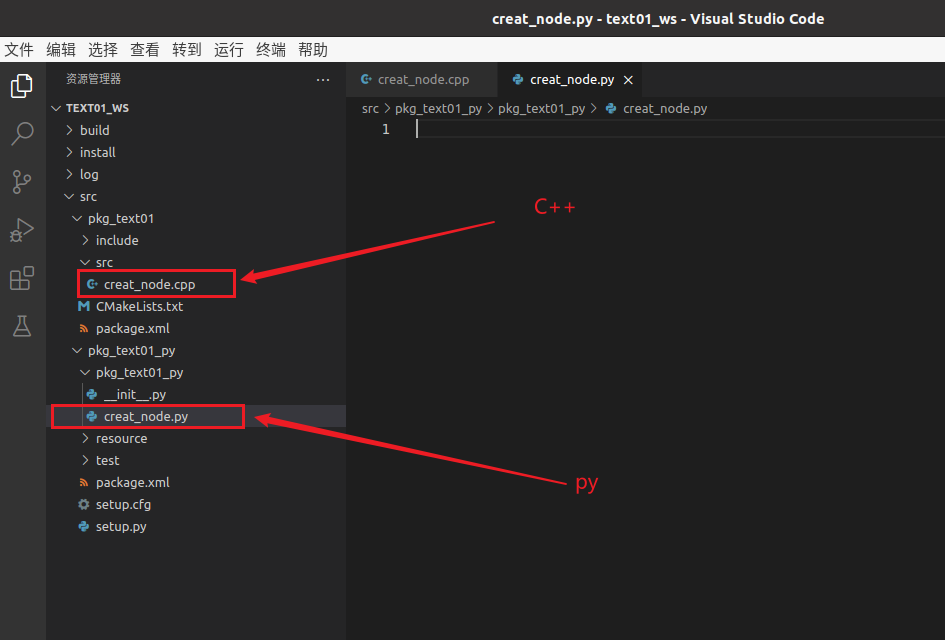 creat_node.py - text01_ws - Visual Studio Code
文件 编辑 选择 查看 转到 运行 终端 帮助
资源管理器 ···
TEXT01_WS
build
install
log
src
pkg_text01
include
src
creat_node.cpp
CMakeLists.txt
package.xml
pkg_text01_py
pkg_text01_py
__init__.py
creat_node.py
resource
test
package.xml
setup.cfg
setup.py
creat_node.cpp creat_node.py
src > pkg_text01_py > pkg_text01_py > creat_node.py
1
C++
py